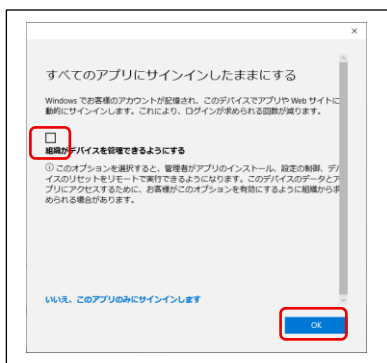 すべてのアプリにサインインしたままにする
Windows でお客様のアカウントが記憶され、このデバイスでアプリや Web サイトに自
動的にサインインします。これにより、ログインが求められる回数が減ります。
組織がデバイスを管理できるようにする
このオプションを選択すると、管理者がアプリのインストール、設定の制御、デバ
イスのリセットをリモートで実行できるようになります。このデバイスのデータとア
プリにアクセスするために、お客様がこのオプションを有効にするように組織から求
められる場合があります。
いいえ、このアプリのみにサインインします
OK